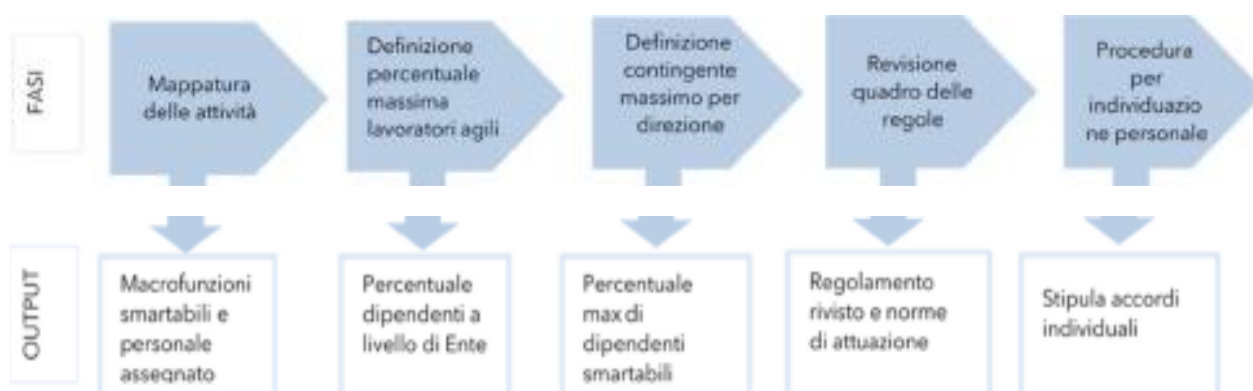 FASI
Mappatura
delle attività
Definizione
percentuale
massima
lavoratori agili
Definizione
contingente
massimo per
direzione
Revisione
quadro delle
regole
Procedura
per
individuazio
ne personale
OUTPUT
Macrofunzioni
smartabili e
personale
assegnato
Percentuale
dipendenti a
livello di Ente
Percentuale
max di
dipendenti
smartabili
Regolamento
rivisto e norme
di attuazione
Stipula accordi
individuali